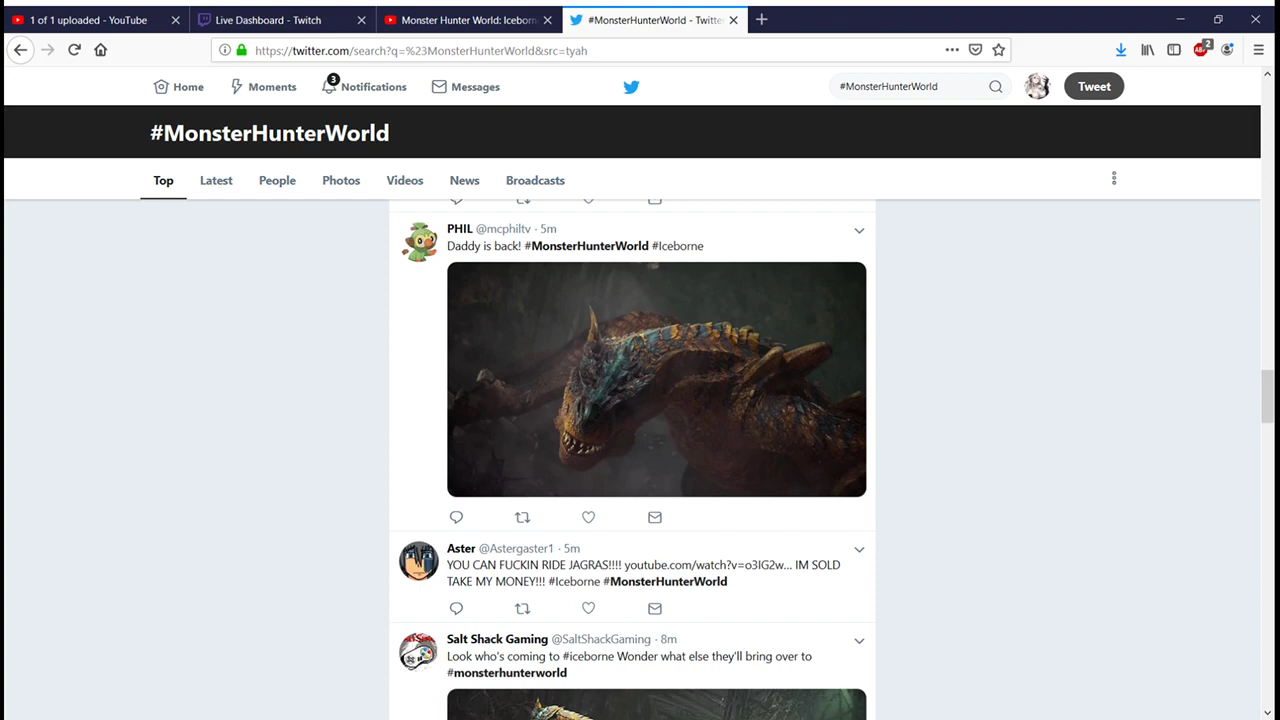 1 of 1 uploaded - YouTube
Live Dashboard - Twitch
Monster Hunter World: Iceborn
#MonsterHunterWorld - Twitte
https://twitter.com/search?q=%23MonsterHunterWorld&src=tyah
2
Home
Moments
3
Notifications
Messages
#MonsterHunterWorld
Tweet
#MonsterHunterWorld
Top
Latest
People
Photos
Videos
News
Broadcasts
PHIL @mcphiltv · 5m
Daddy is back! #MonsterHunterWorld #Iceborne
Aster @Astergaster1 · 5m
YOU CAN FUCKIN RIDE JAGRAS!!!! youtube.com/watch?v=o3IG2w... IM SOLD
TAKE MY MONEY!!! #Iceborne #MonsterHunterWorld
Salt Shack Gaming @SaltShackGaming · 8m
Look who's coming to #iceborne Wonder what else they'll bring over to
#monsterhunterworld